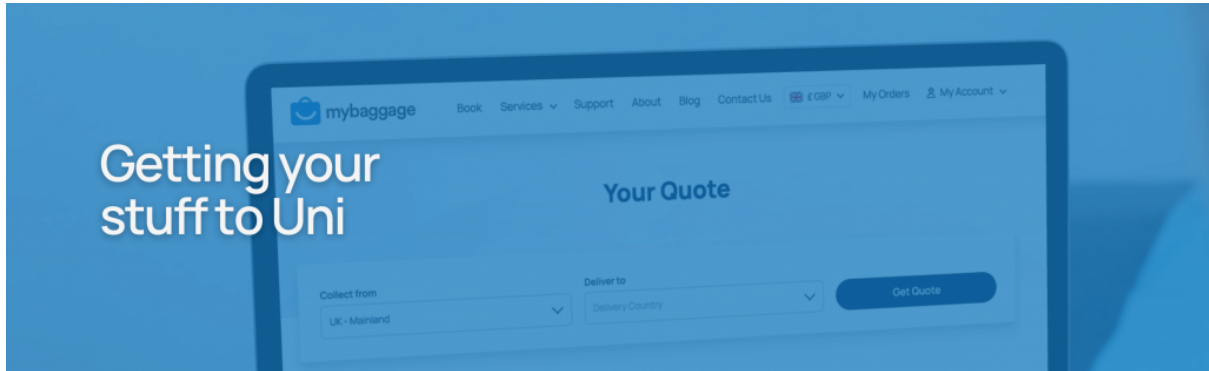 mybaggage
Book Services Support About Blog Contact Us £ GBP My Orders My Account
Getting your
stuff to Uni
Your Quote
Collect from
Deliver to
UK - Mainland
Delivery Country
Get Quote